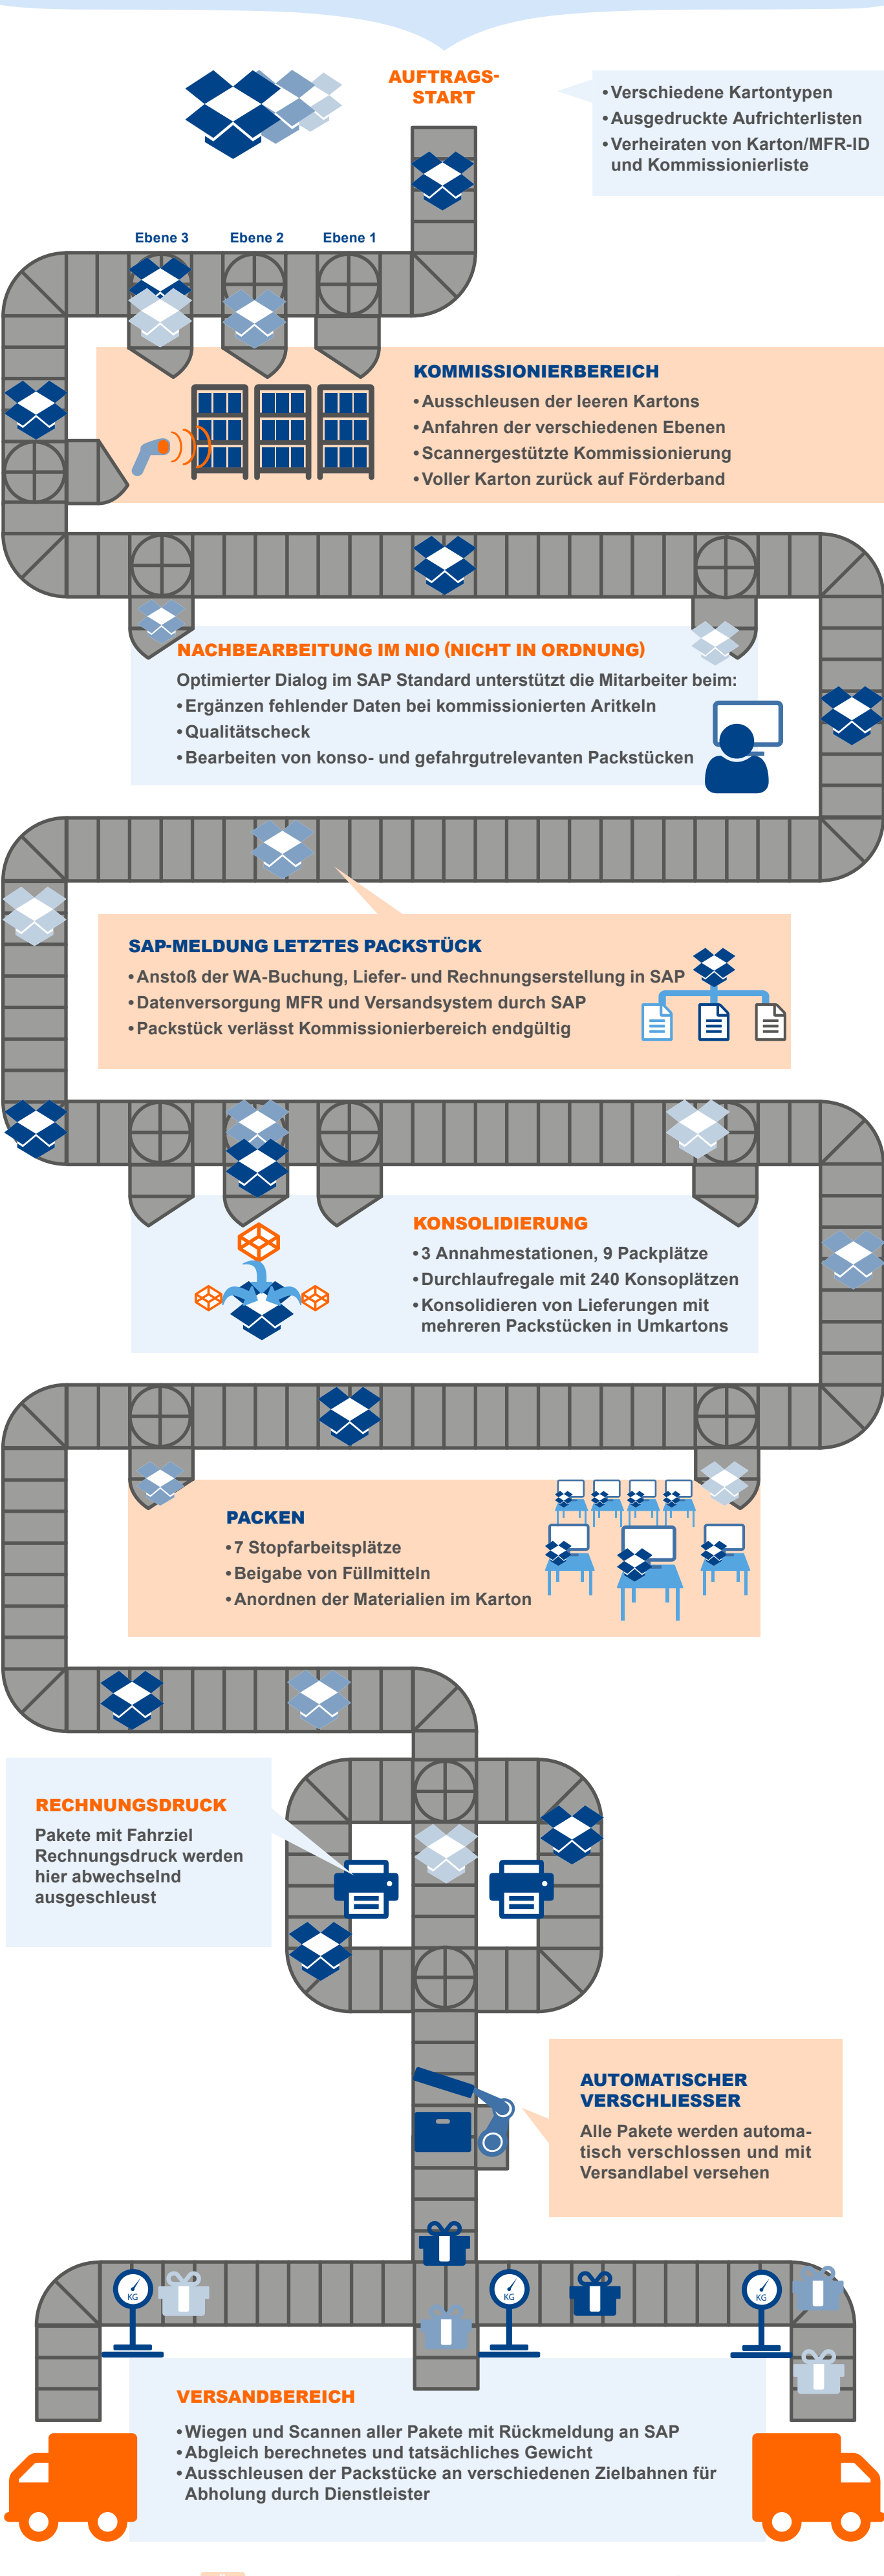 AUFTRAGS-
START
• Verschiedene Kartontypen
• Ausgedruckte Aufrichterlisten
• Verheiraten von Karton/MFR-ID
und Kommissionierliste
Ebene 3 Ebene 2 Ebene 1
KOMMISSIONIERBEREICH
• Ausschleusen der leeren Kartons
• Anfahren der verschiedenen Ebenen
• Scannergestützte Kommissionierung
• Voller Karton zurück auf Förderband
NACHBEARBEITUNG IM NIO (NICHT IN ORDNUNG)
Optimierter Dialog im SAP Standard unterstützt die Mitarbeiter beim:
• Ergänzen fehlender Daten bei kommissionierten Aritkeln
• Qualitätscheck
• Bearbeiten von konso- und gefahrgutrelevanten Packstücken
SAP-MELDUNG LETZTES PACKSTÜCK
• Anstoß der WA-Buchung, Liefer- und Rechnungserstellung in SAP
• Datenversorgung MFR und Versandsystem durch SAP
• Packstück verlässt Kommissionierbereich endgültig
KONSOLIDIERUNG
• 3 Annahmestationen, 9 Packplätze
• Durchlaufregale mit 240 Konsoplätzen
• Konsolidieren von Lieferungen mit
mehreren Packstücken in Umkartons
PACKEN
• 7 Stopfarbeitsplätze
• Beigabe von Füllmitteln
• Anordnen der Materialien im Karton
RECHNUNGSDRUCK
Pakete mit Fahrziel
Rechnungsdruck werden
hier abwechselnd
ausgeschleust
AUTOMATISCHER
VERSCHLIESSER
Alle Pakete werden automa-
tisch verschlossen und mit
Versandlabel versehen
KG KG KG
VERSANDBEREICH
• Wiegen und Scannen aller Pakete mit Rückmeldung an SAP
• Abgleich berechnetes und tatsächliches Gewicht
• Ausschleusen der Packstücke an verschiedenen Zielbahnen für
Abholung durch Dienstleister